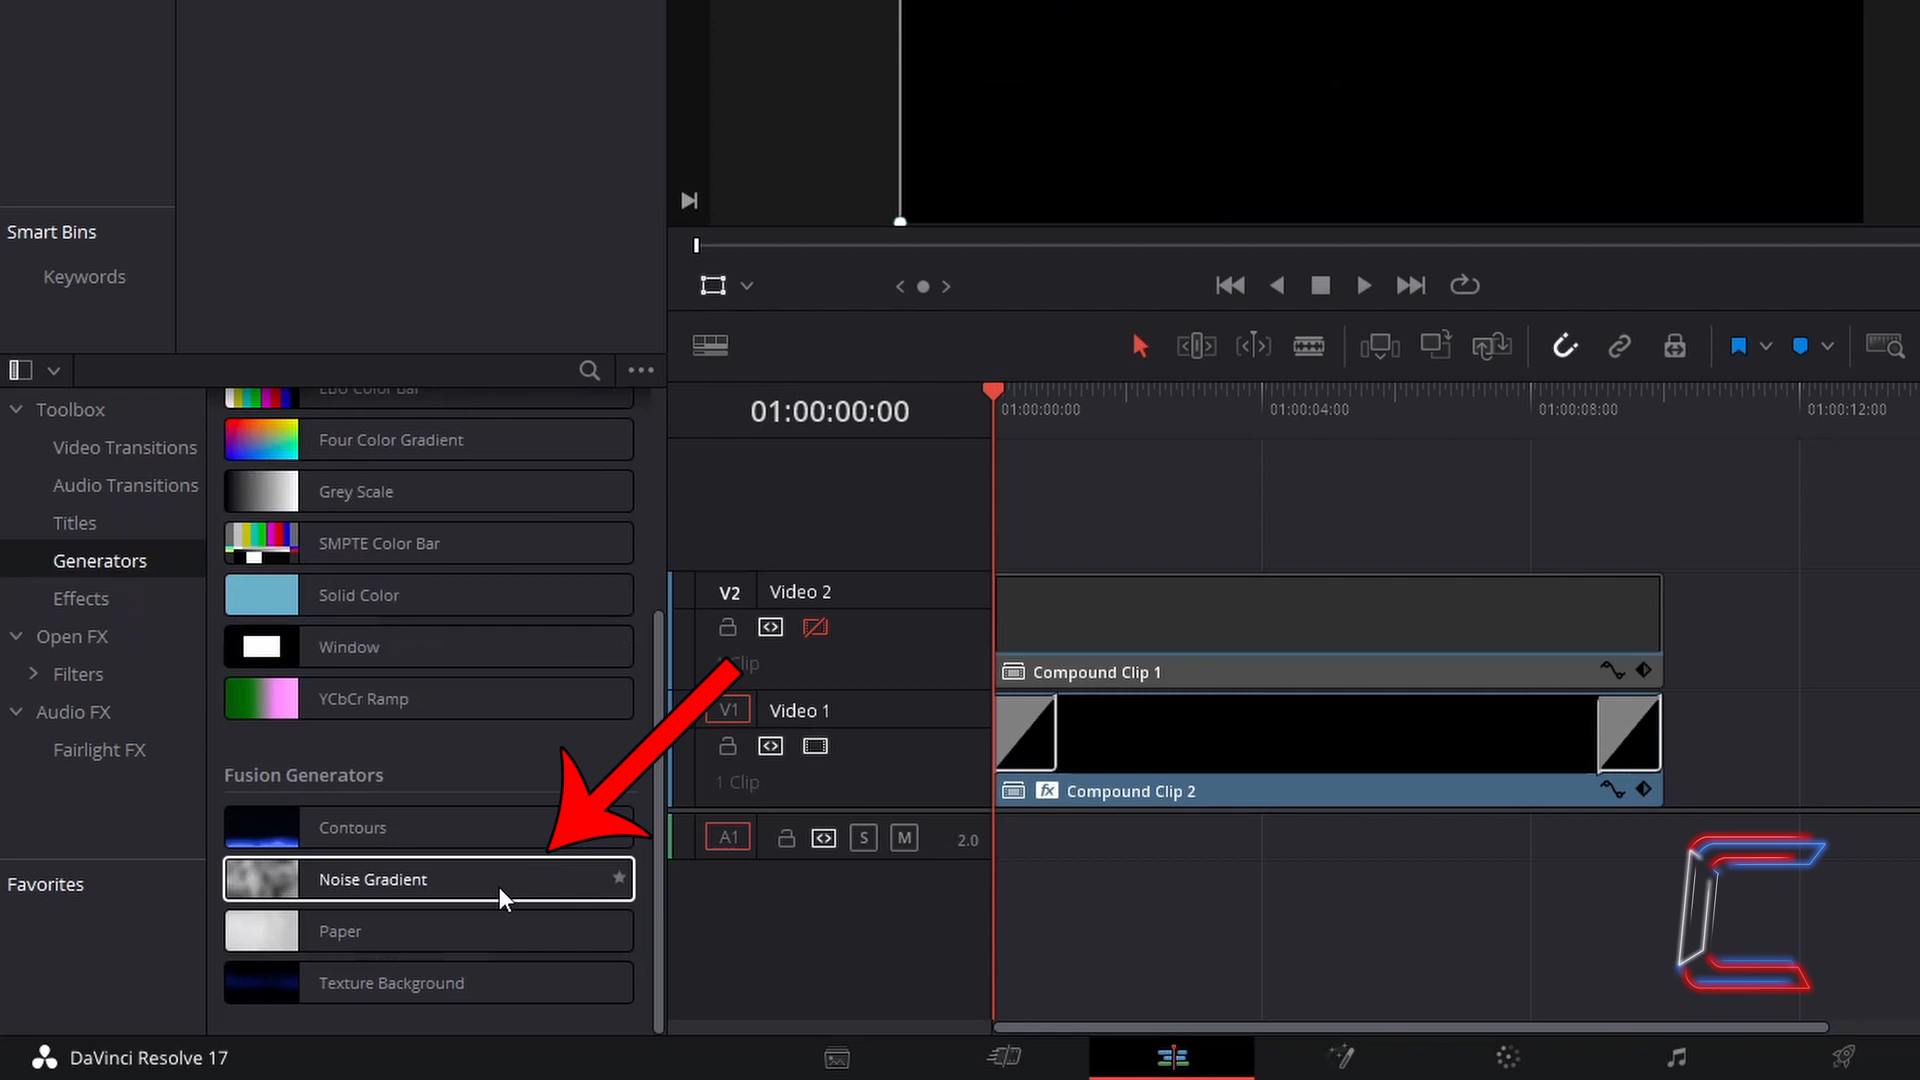 Smart Bins
Keywords
Toolbox
Video Transitions
Audio Transitions
Titles
Generators
Effects
Open FX
Filters
Audio FX
Fairlight FX
Favorites
EBU Color Bar
Four Color Gradient
Grey Scale
SMPTE Color Bar
Solid Color
Window
YCbCr Ramp
Fusion Generators
Contours
Noise Gradient
Paper
Texture Background
01:00:00:00
01:00:00:00
01:00:04:00
01:00:08:00
01:00:12:00
V2 Video 2
Clip
Compound Clip 1
V1 Video 1
1 Clip
fx Compound Clip 2
A1 S M 2.0
DaVinci Resolve 17